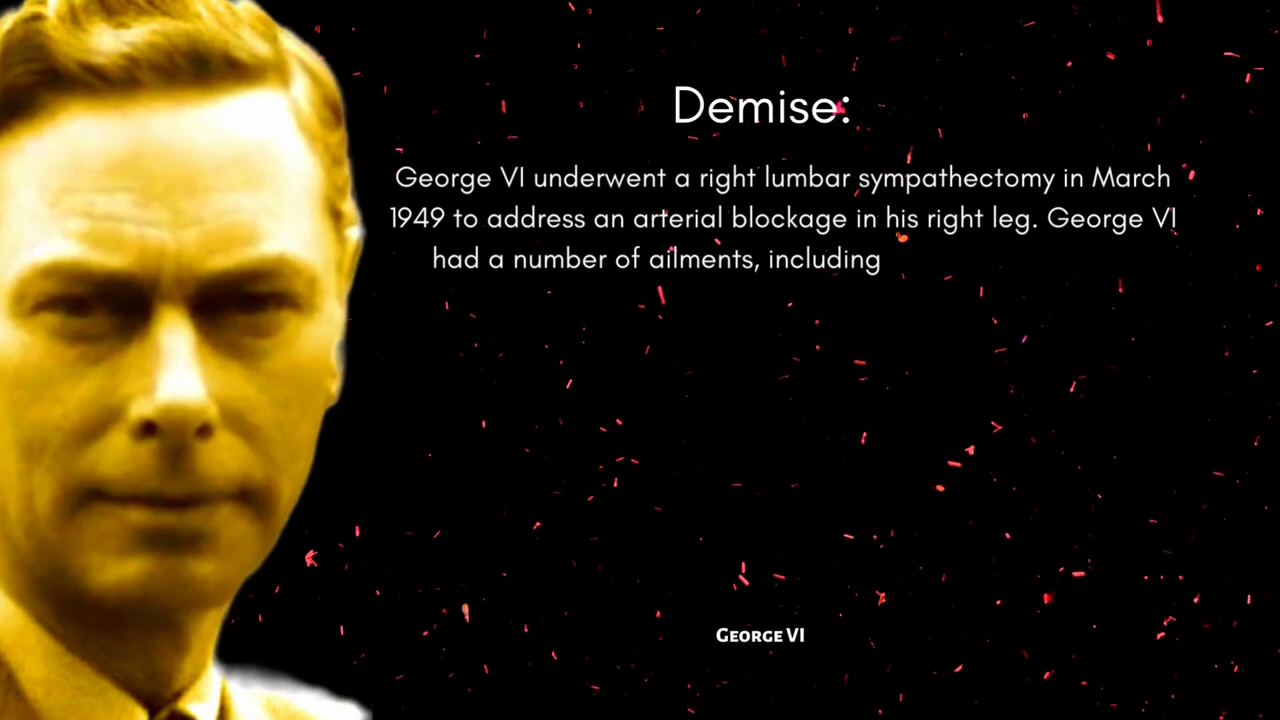 Demise:
George VI underwent a right lumbar sympathectomy in March
1949 to address an arterial blockage in his right leg. George VI
had a number of ailments, including
George VI